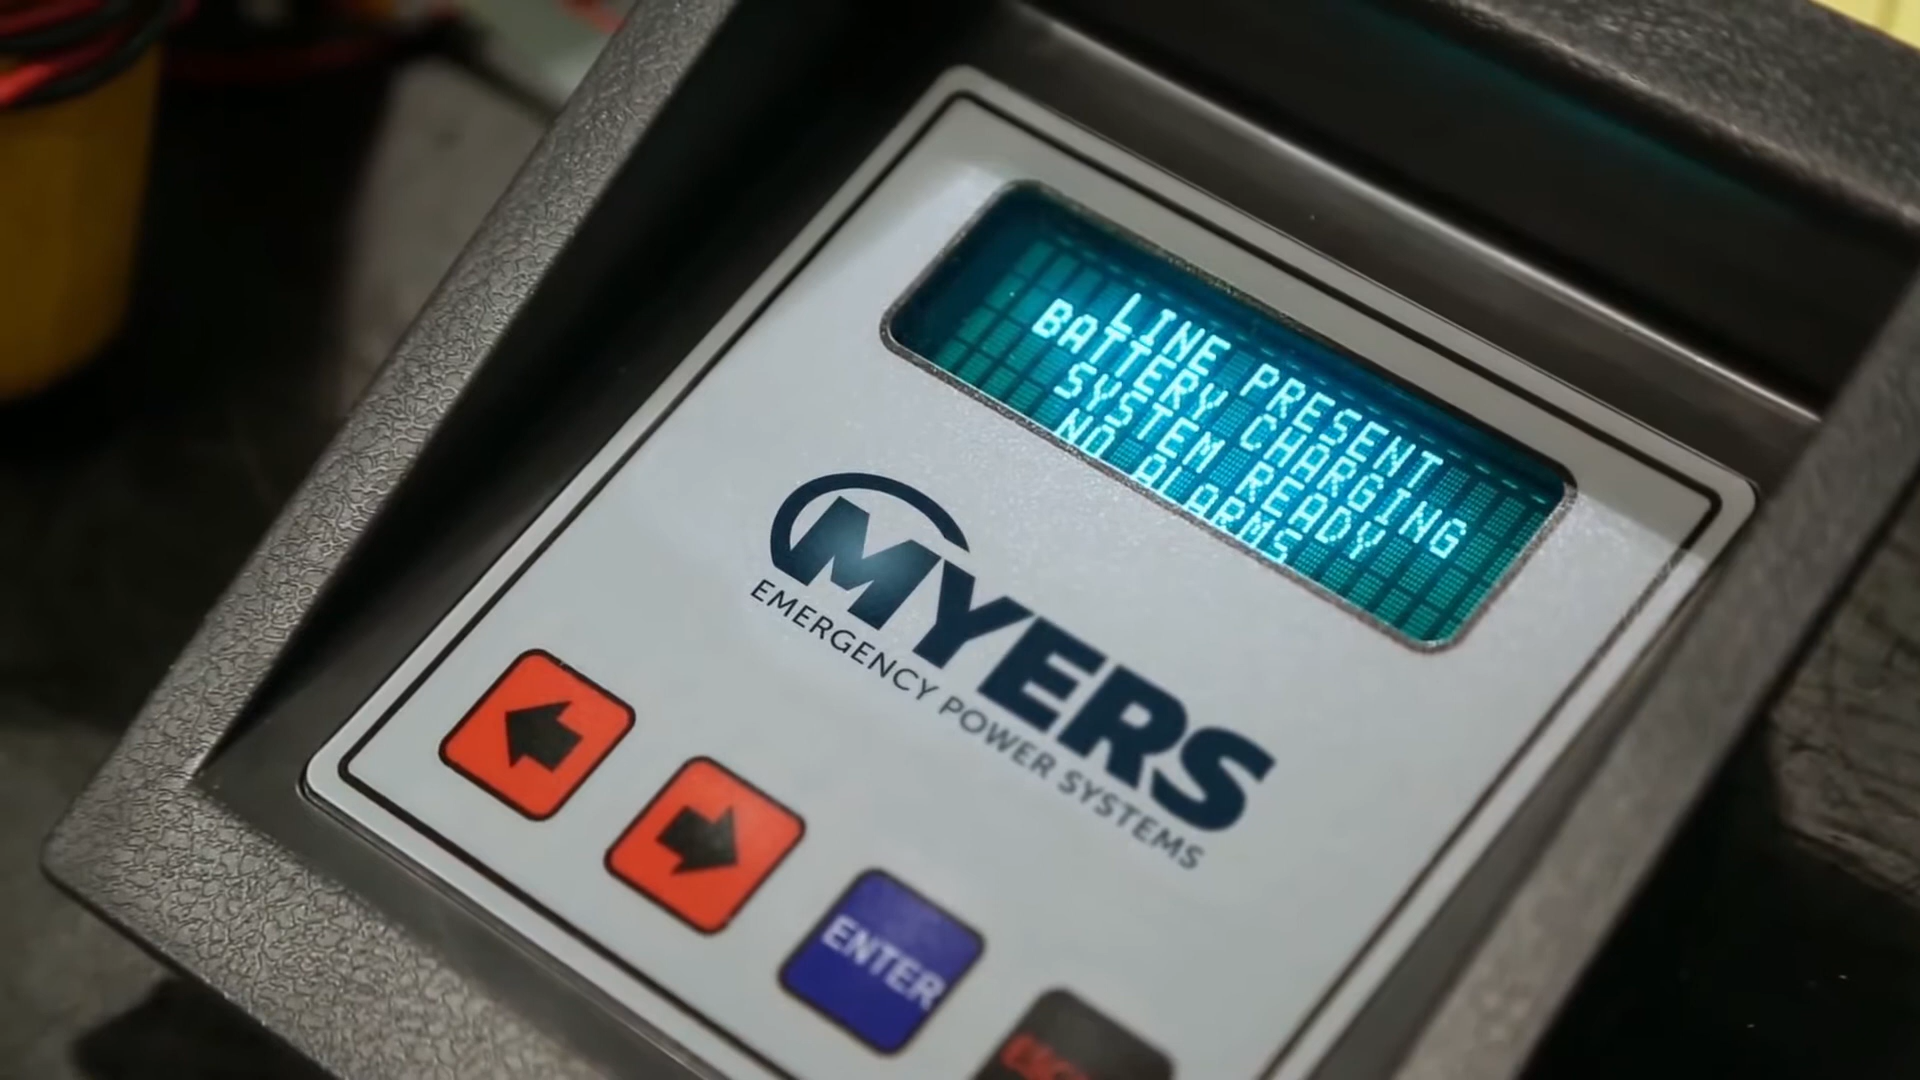 LINE PRESENT
BATTERY CHARGING
SYSTEM READY
NO ALARMS
MYERS
EMERGENCY POWER SYSTEMS
ENTER